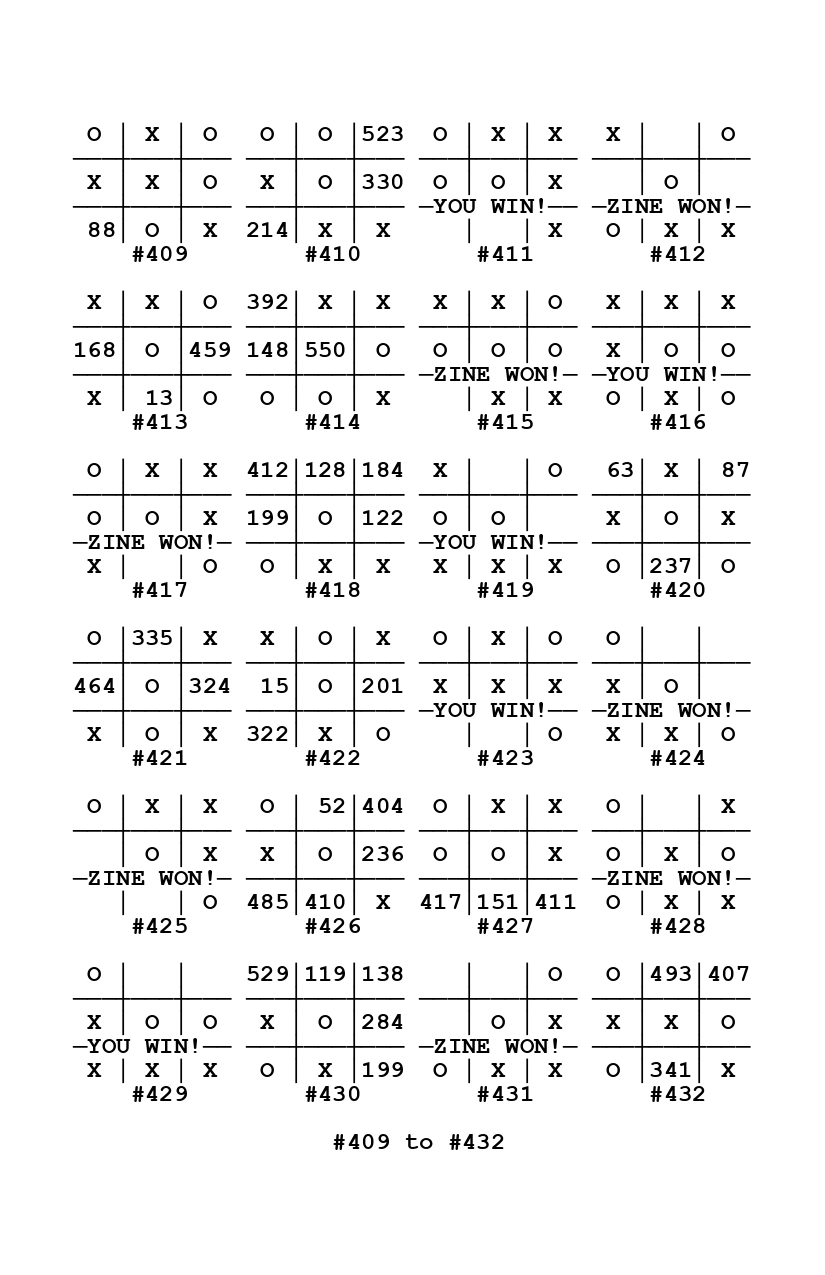 O | X | O   O | O |523   O | X | X   X |   | O
X | X | O   X | O |330   O | O | X     | O |
YOU WIN!   ZINE WON!
88| O | X   214| X | X     |   | X   O | X | X
#409   #410   #411   #412
X | X | O   392| X | X   X | X | O   X | X | X
168| O |459   148|550| O   O | O | O   X | O | O
ZINE WON!   YOU WIN!
X | 13| O   O | O | X     | X | X   O | X | O
#413   #414   #415   #416
O | X | X   412|128|184   X |   | O   63| X | 87
O | O | X   199| O |122   O | O |     X | O | X
ZINE WON!   YOU WIN!
X |   | O   O | X | X   X | X | X   O |237| O
#417   #418   #419   #420
O |335| X   X | O | X   O | X | O   O |   |
464| O |324   15| O |201   X | X | X   X | O |
YOU WIN!   ZINE WON!
X | O | X   322| X | O     |   | O   X | X | O
#421   #422   #423   #424
O | X | X   O | 52|404   O | X | X   O |   | X
  | O | X   X | O |236   O | O | X   O | X | O
ZINE WON!   ZINE WON!
  |   | O   485|410| X   417|151|411   O | X | X
#425   #426   #427   #428
O |   |     529|119|138     |   | O   O |493|407
X | O | O   X | O |284     | O | X   X | X | O
YOU WIN!   ZINE WON!
X | X | X   O | X |199   O | X | X   O |341| X
#429   #430   #431   #432
#409 to #432